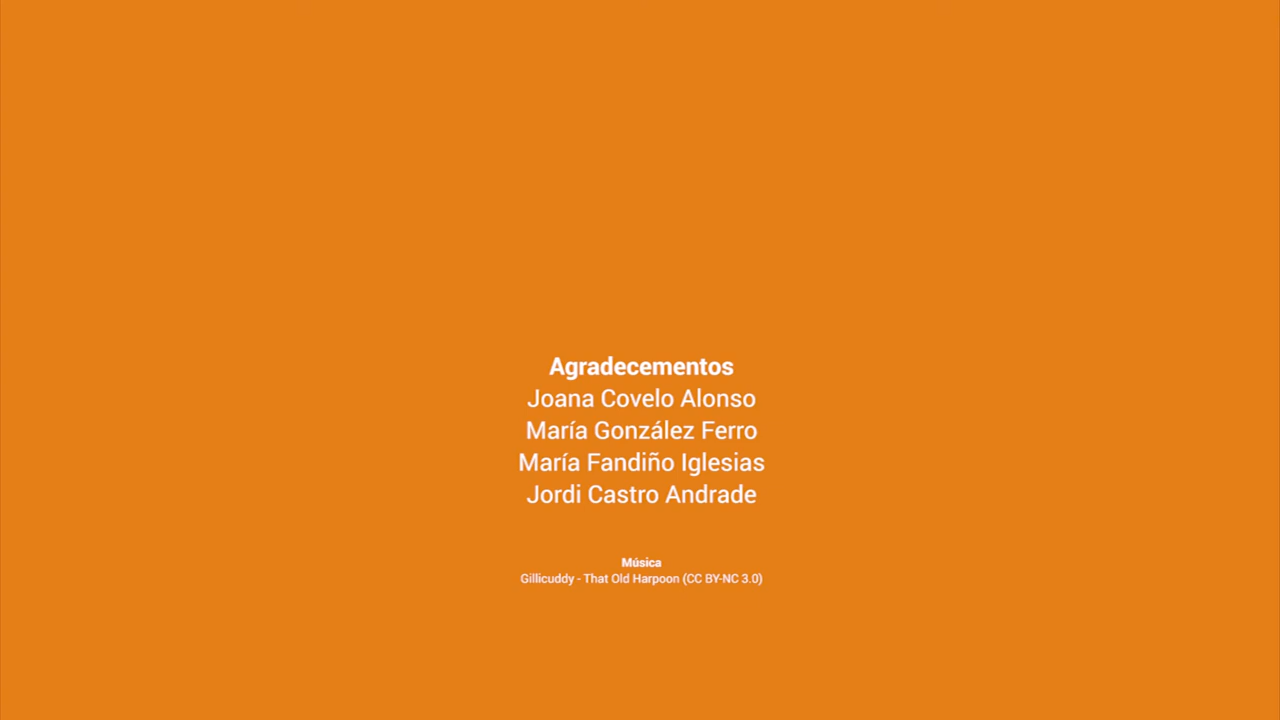 Agradecementos
Joana Covelo Alonso
María González Ferro
María Fandiño Iglesias
Jordi Castro Andrade
Música
Gillicuddy - That Old Harpoon (CC BY-NC 3.0)